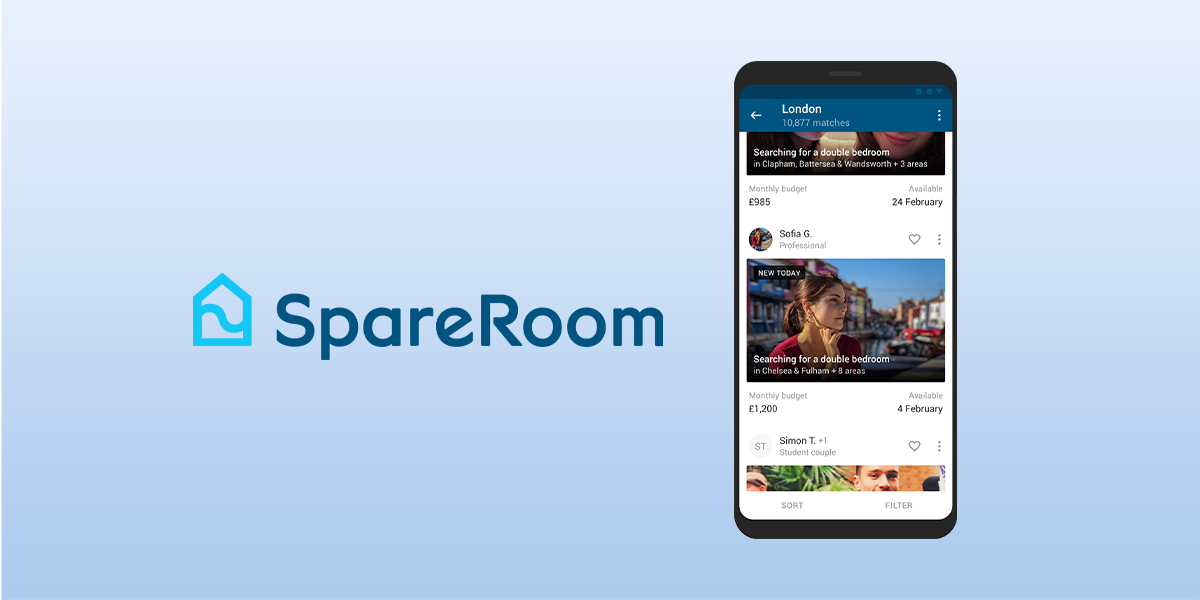 SpareRoom
London
10,877 matches
Searching for a double bedroom
in Clapham, Battersea & Wandsworth + 3 areas
Monthly budget Available
£985 24 February
Sofia G.
Professional
NEW TODAY
Searching for a double bedroom
in Chelsea & Fulham + 8 areas
Monthly budget Available
£1,200 4 February
ST
Simon T. +1
Student couple
SORT FILTER